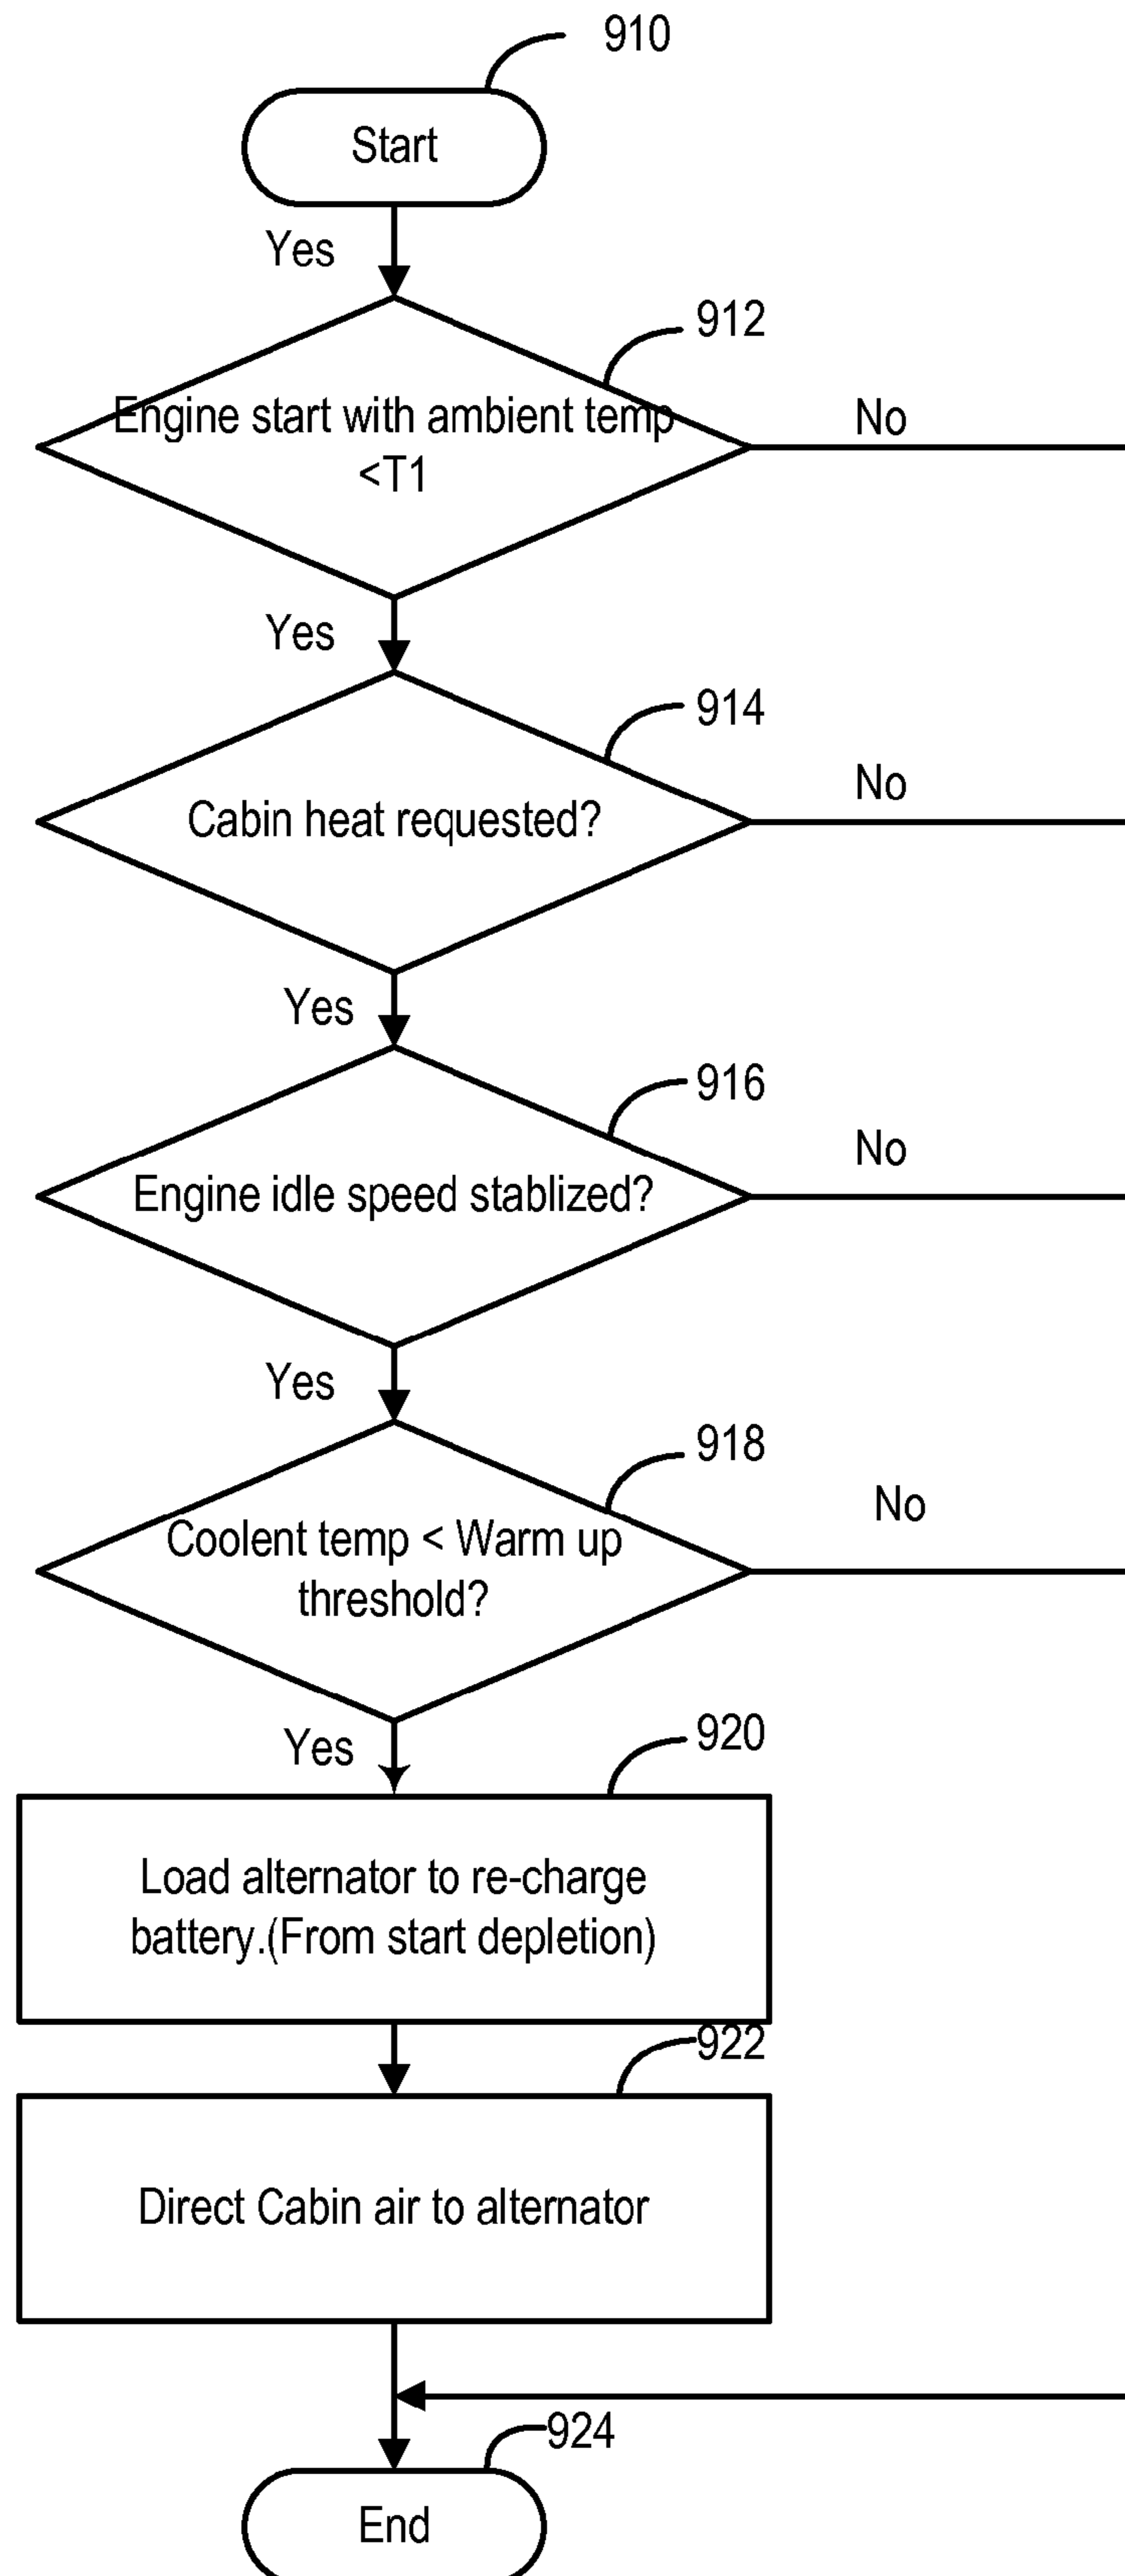 910
Start
Yes
912
Engine start with ambient temp
<T1
No
Yes
914
Cabin heat requested?
No
Yes
916
Engine idle speed stablized?
No
Yes
918
Coolent temp < Warm up
threshold?
No
Yes
920
Load alternator to re-charge
battery.(From start depletion)
922
Direct Cabin air to alternator
924
End